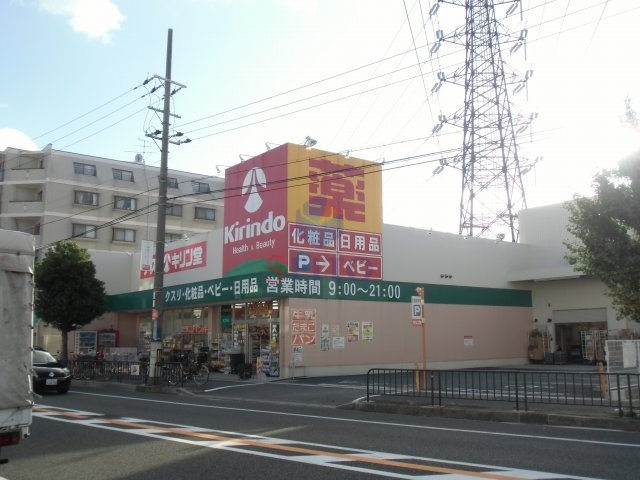 薬
Kirindo
Health & Beauty
化粧品
日用品
P→
ベビー
キリン堂
クスリ・化粧品・ベビー・日用品
営業時間 9:00〜21:00
牛乳
たまご
パン